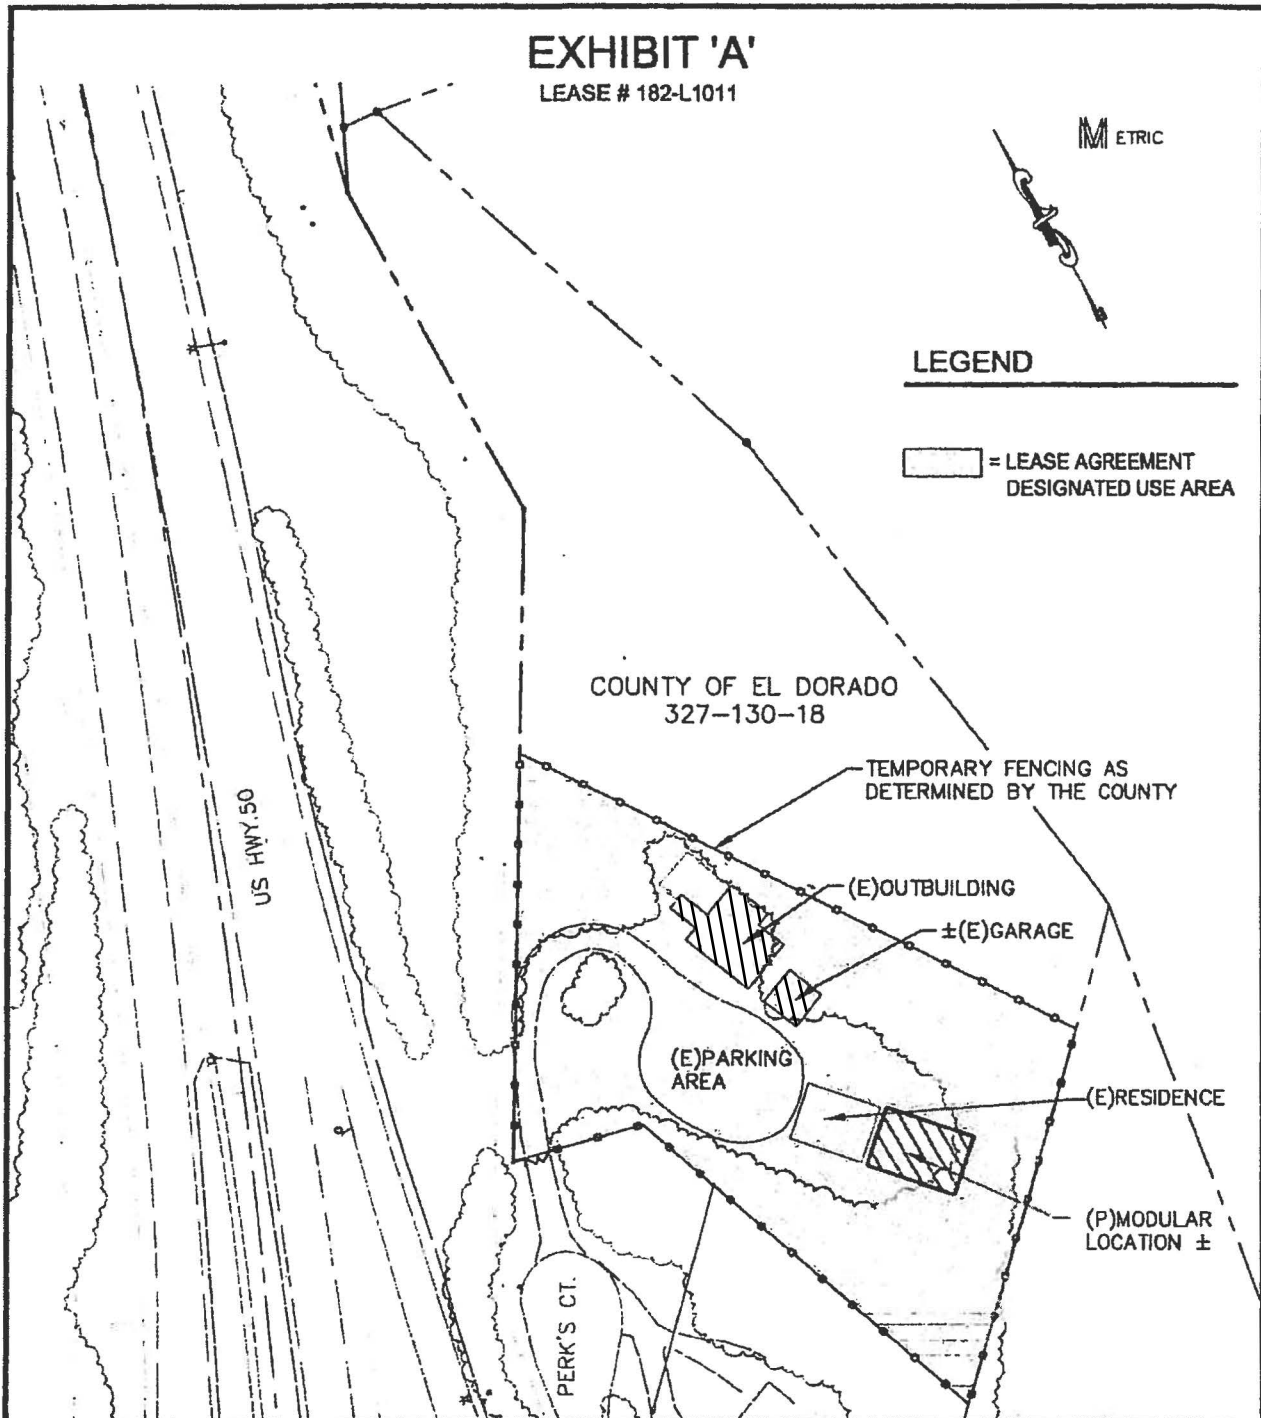 EXHIBIT 'A'
LEASE # 182-L1011
METRIC
LEGEND
= LEASE AGREEMENT
DESIGNATED USE AREA
COUNTY OF EL DORADO
327-130-18
TEMPORARY FENCING AS
DETERMINED BY THE COUNTY
(E)OUTBUILDING
±(E)GARAGE
US HWY.50
(E)PARKING
AREA
(E)RESIDENCE
(P)MODULAR
LOCATION ±
PERK'S CT.